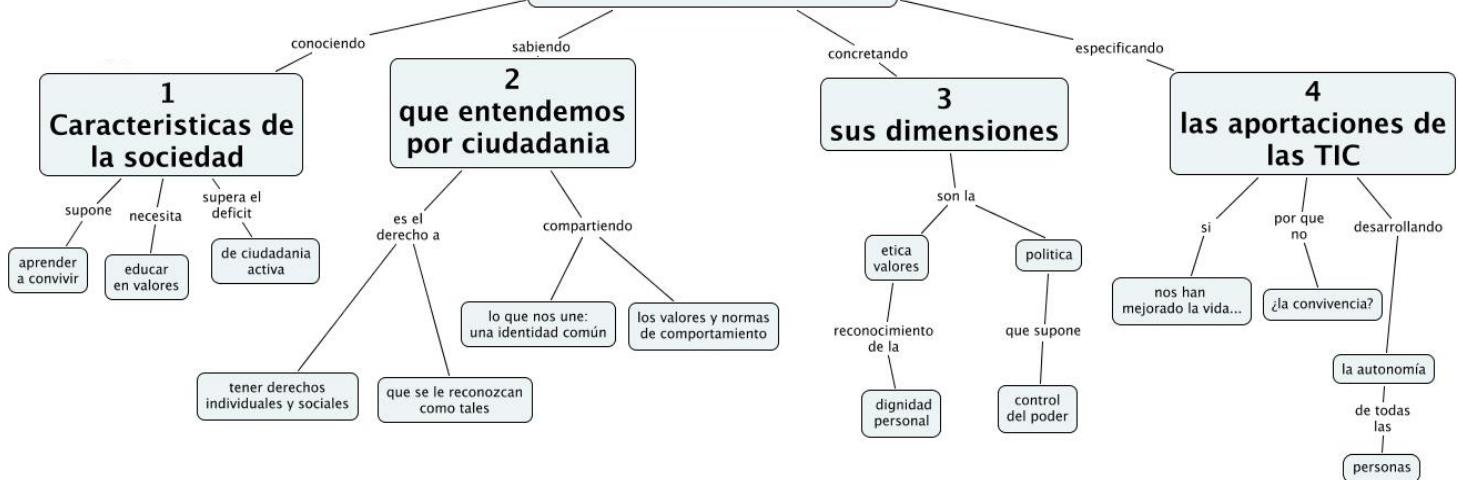 conociendo
sabiendo
concretando
especificando
1
Caracteristicas de
la sociedad
2
que entendemos
por ciudadania
3
sus dimensiones
4
las aportaciones de
las TIC
supone
necesita
supera el
deficit
aprender
a convivir
educar
en valores
de ciudadania
activa
es el
derecho a
compartiendo
lo que nos une:
una identidad común
los valores y normas
de comportamiento
tener derechos
individuales y sociales
que se le reconozcan
como tales
son la
etica
valores
politica
reconocimiento
de la
que supone
dignidad
personal
control
del poder
si
por que
no
desarrollando
nos han
mejorado la vida...
¿la convivencia?
la autonomía
de todas
las
personas